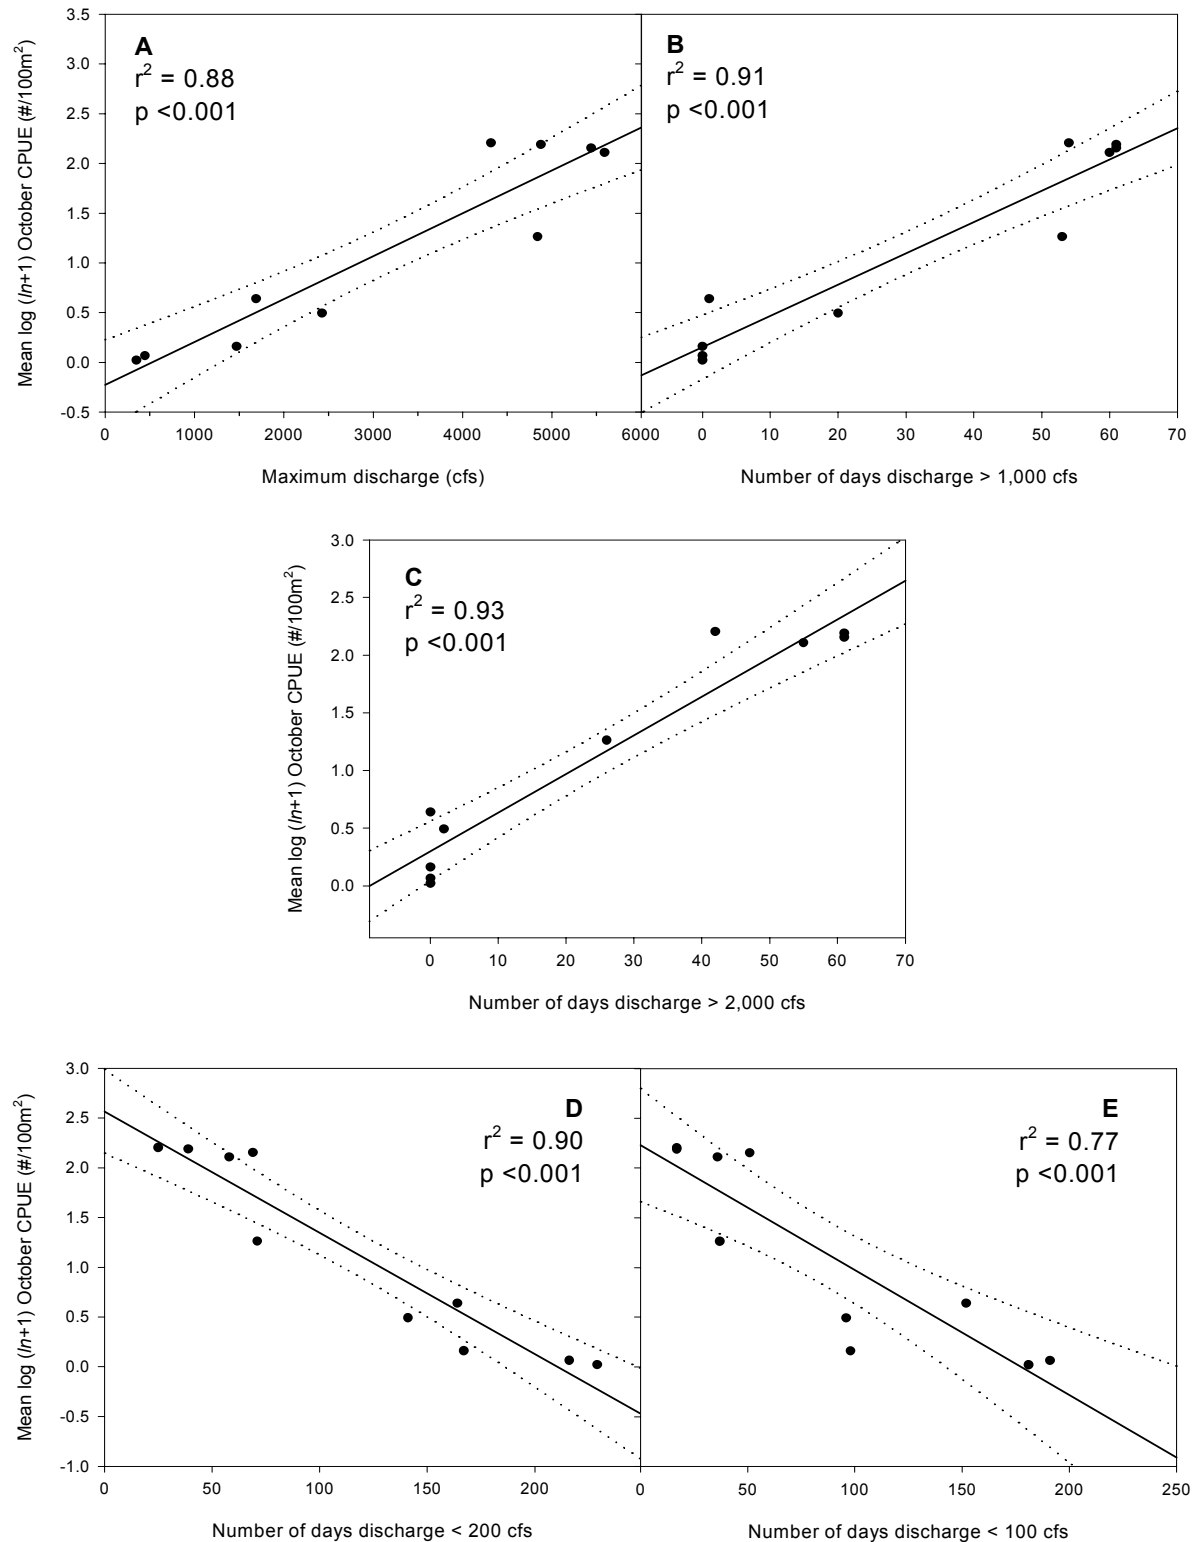 Mean log (ln+1) October CPUE (#/100m²)
3.5
3.0
2.5
2.0
1.5
1.0
0.5
0.0
-0.5
A
r² = 0.88
p <0.001
0 1000 2000 3000 4000 5000 6000
Maximum discharge (cfs)
B
r² = 0.91
p <0.001
0 10 20 30 40 50 60 70
Number of days discharge > 1,000 cfs
Mean log (ln+1) October CPUE (#/100m²)
3.0
2.5
2.0
1.5
1.0
0.5
0.0
C
r² = 0.93
p <0.001
0 10 20 30 40 50 60 70
Number of days discharge > 2,000 cfs
Mean log (ln+1) October CPUE (#/100m²)
3.0
2.5
2.0
1.5
1.0
0.5
0.0
-0.5
-1.0
D
r² = 0.90
p <0.001
0 50 100 150 200
Number of days discharge < 200 cfs
E
r² = 0.77
p <0.001
0 50 100 150 200 250
Number of days discharge < 100 cfs